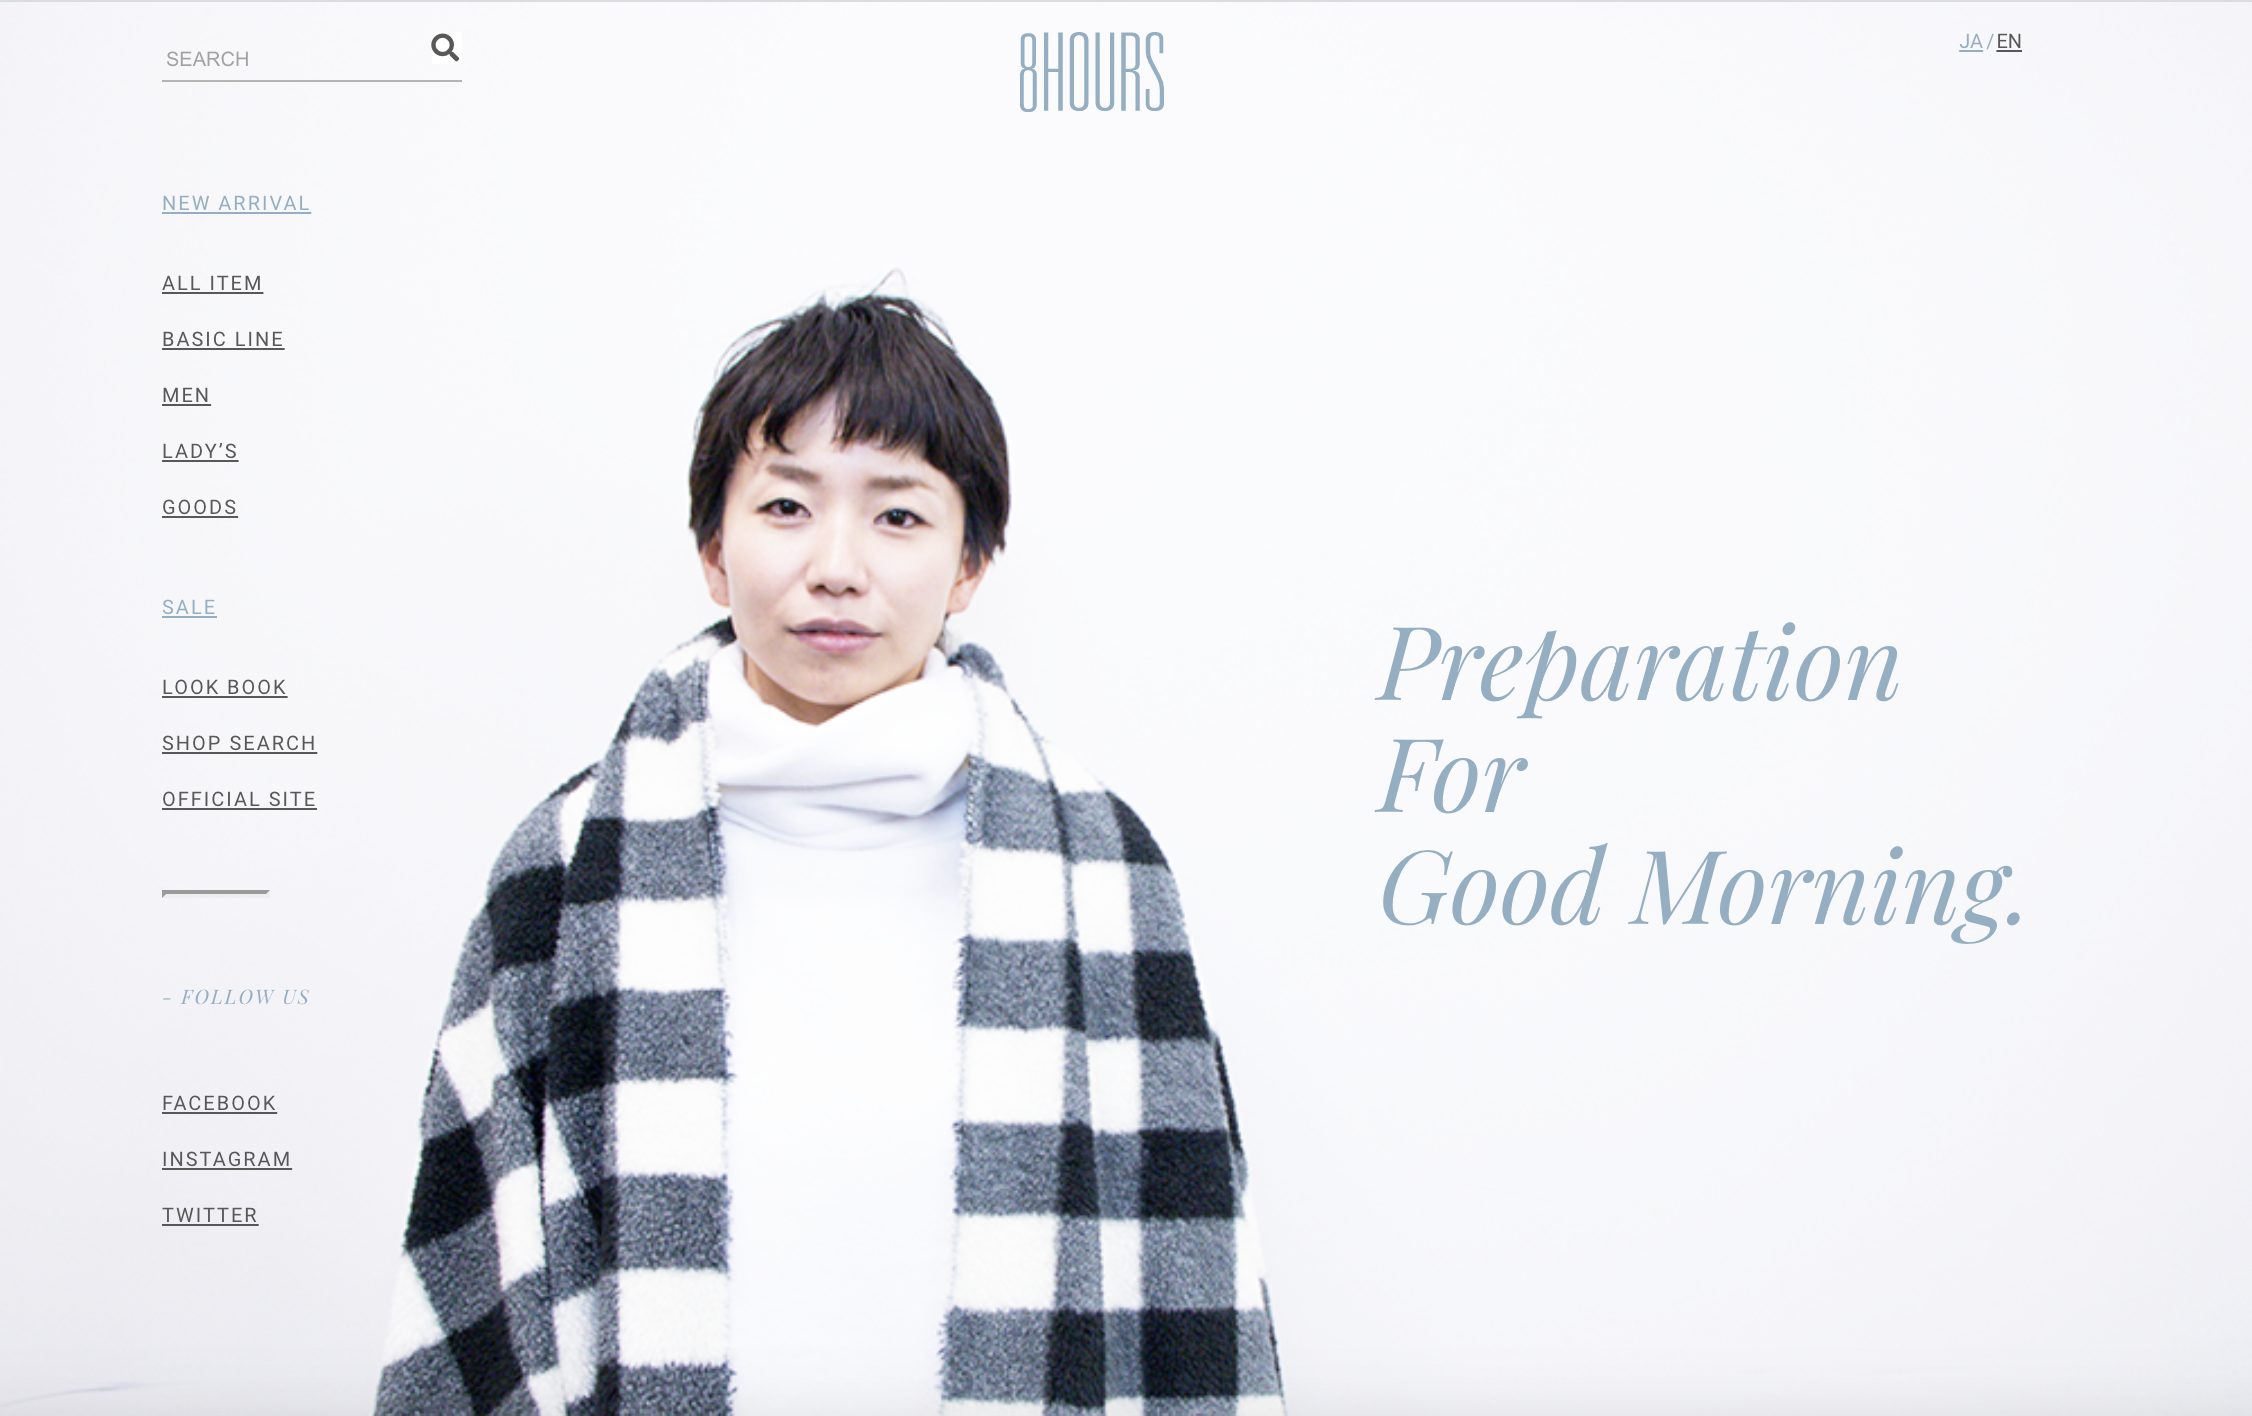 SEARCH
8HOURS
JA / EN
NEW ARRIVAL
ALL ITEM
BASIC LINE
MEN
LADY’S
GOODS
SALE
LOOK BOOK
SHOP SEARCH
OFFICIAL SITE
- FOLLOW US
FACEBOOK
INSTAGRAM
TWITTER
Preparation
For
Good Morning.